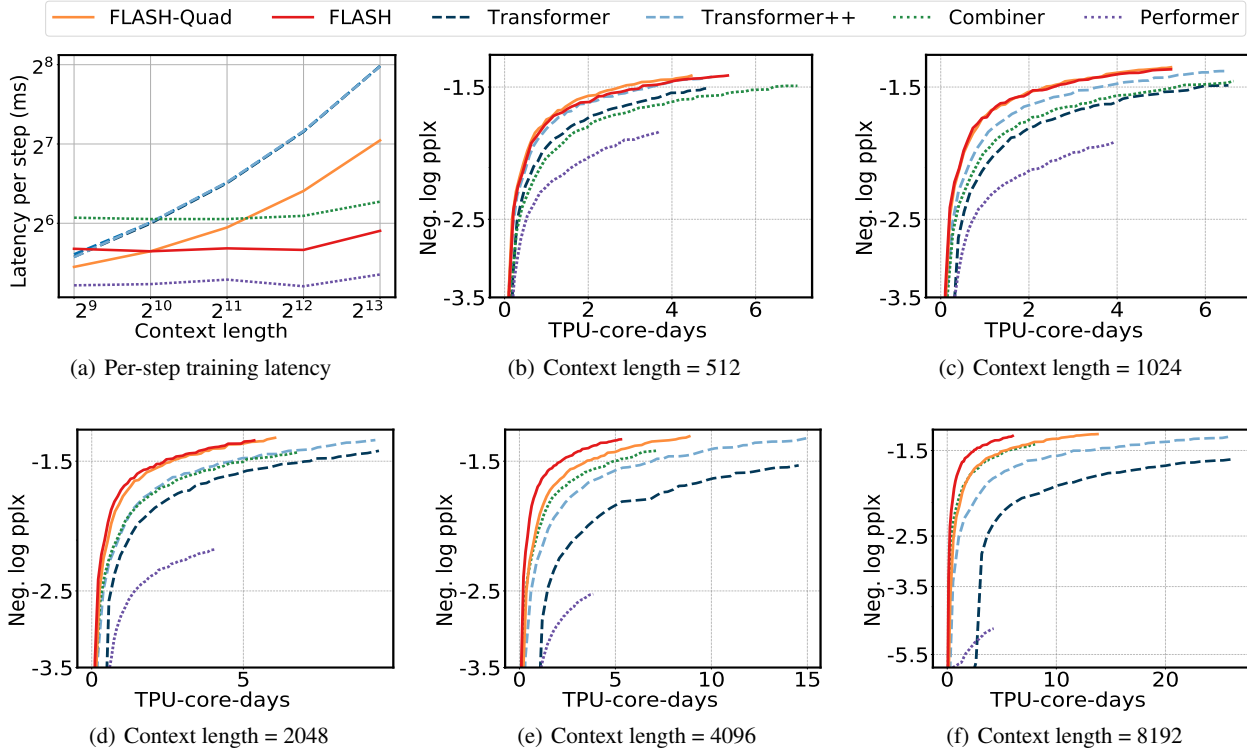 FLASH-Quad FLASH Transformer Transformer++ Combiner Performer
2^8
2^7
2^6
2^5
Latency per step (ms)
2^9 2^10 2^11 2^12 2^13
Context length
(a) Per-step training latency
-1.5
-2.5
-3.5
Neg. log pplx
0 2 4 6
TPU-core-days
(b) Context length = 512
-1.5
-2.5
-3.5
Neg. log pplx
0 2 4 6
TPU-core-days
(c) Context length = 1024
-1.5
-2.5
-3.5
Neg. log pplx
0 5
TPU-core-days
(d) Context length = 2048
-1.5
-2.5
-3.5
Neg. log pplx
0 5 10 15
TPU-core-days
(e) Context length = 4096
-1.5
-2.5
-3.5
-5.5
Neg. log pplx
0 10 20
TPU-core-days
(f) Context length = 8192